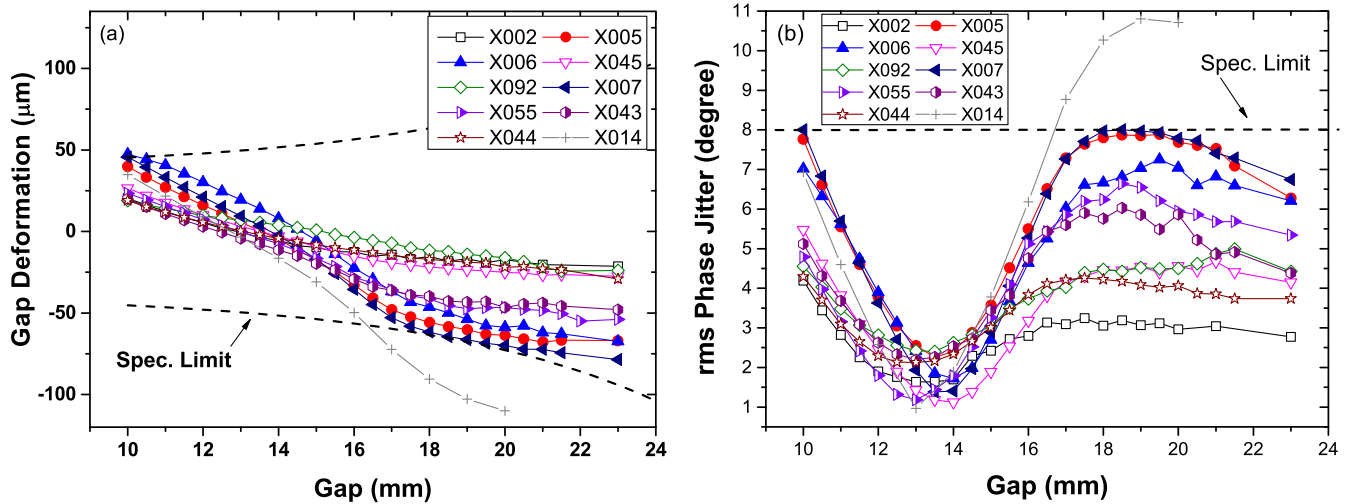 (a)
X002 X005
X006 X045
X092 X007
X055 X043
X044 X014
Spec. Limit
100
50
0
-50
-100
Gap Deformation (μm)
10 12 14 16 18 20 22 24
Gap (mm)
(b)
X002 X005
X006 X045
X092 X007
X055 X043
X044 X014
Spec. Limit
11
10
9
8
7
6
5
4
3
2
1
rms Phase Jitter (degree)
10 12 14 16 18 20 22 24
Gap (mm)